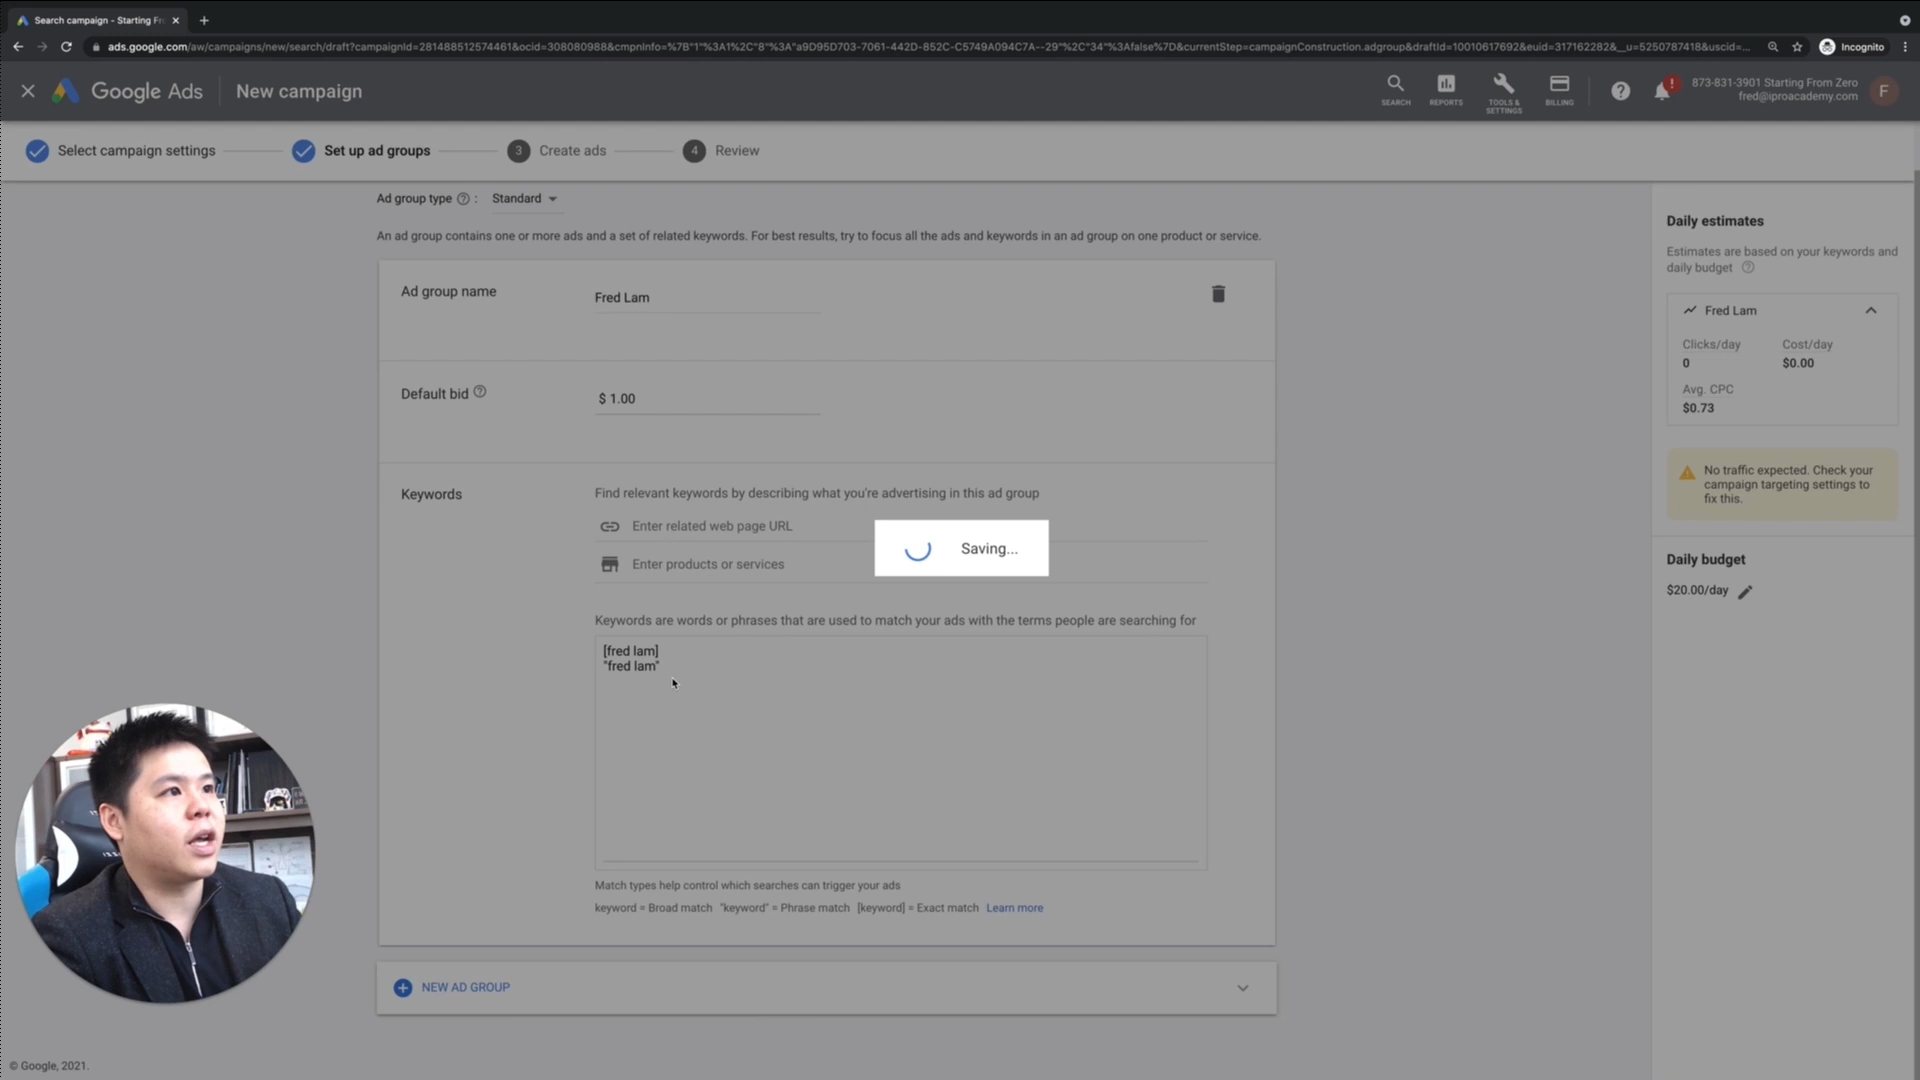 Search campaign - Starting Fr
ads.google.com/aw/campaigns/new/search/draft?campaignId=281488512574461&ocid=308080988&cmpnInfo=%7B"1"%3A1%2C"8"%3A"a9D95D703-7061-442D-852C-C5749A094C7A--29"%2C"34"%3Afalse%7D&currentStep=campaignConstruction.adgroup&draftId=10010617692&euid=317162282&__u=5250787418&uscid=...
Incognito
Google Ads
New campaign
SEARCH
REPORTS
TOOLS &
SETTINGS
BILLING
873-831-3901 Starting From Zero
fred@iproacademy.com
F
Select campaign settings
Set up ad groups
3 Create ads
4 Review
Ad group type : Standard
An ad group contains one or more ads and a set of related keywords. For best results, try to focus all the ads and keywords in an ad group on one product or service.
Ad group name
Fred Lam
Default bid
$ 1.00
Keywords
Find relevant keywords by describing what you're advertising in this ad group
Enter related web page URL
Enter products or services
Saving...
Keywords are words or phrases that are used to match your ads with the terms people are searching for
[fred lam]
"fred lam"
Match types help control which searches can trigger your ads
keyword = Broad match "keyword" = Phrase match [keyword] = Exact match Learn more
NEW AD GROUP
Daily estimates
Estimates are based on your keywords and
daily budget
Fred Lam
Clicks/day Cost/day
0 $0.00
Avg. CPC
$0.73
No traffic expected. Check your
campaign targeting settings to
fix this.
Daily budget
$20.00/day
© Google, 2021.